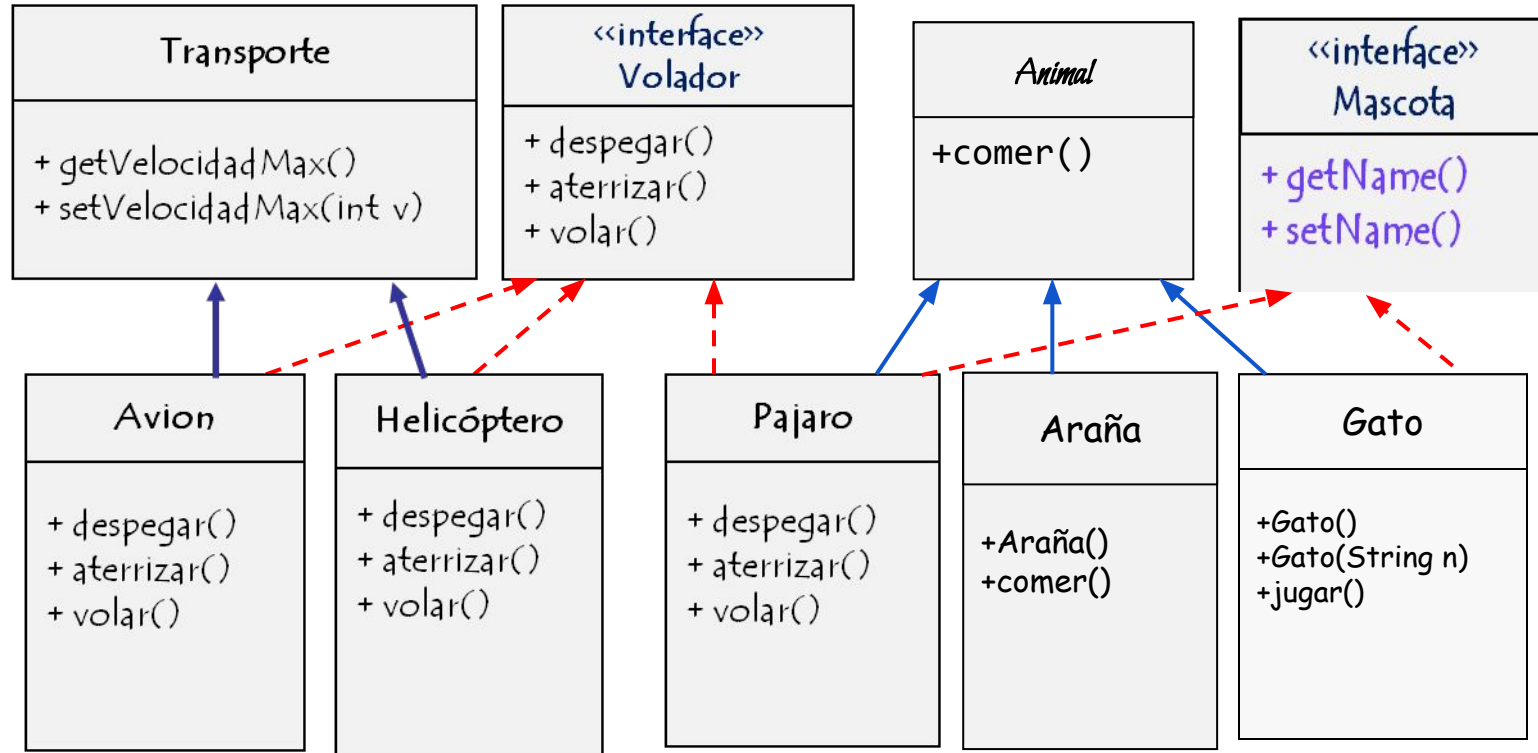 Transporte
+ getVelocidadMax()
+ setVelocidadMax(int v)
«interface»
Volador
+ despegar()
+ aterrizar()
+ volar()
Animal
+comer()
«interface»
Mascota
+ getName()
+ setName()
Avion
+ despegar()
+ aterrizar()
+ volar()
Helicóptero
+ despegar()
+ aterrizar()
+ volar()
Pajaro
+ despegar()
+ aterrizar()
+ volar()
Araña
+Araña()
+comer()
Gato
+Gato()
+Gato(String n)
+jugar()